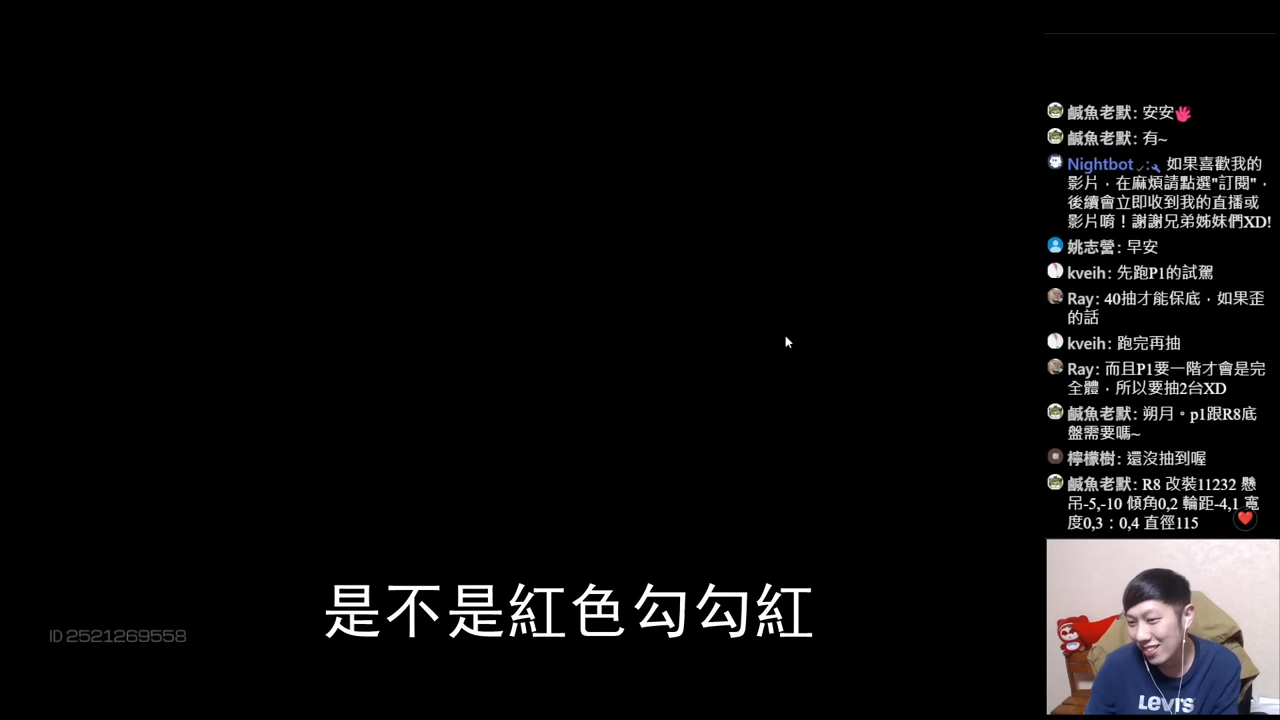 鹹魚老默: 安安
鹹魚老默: 有~
Nightbot 如果喜歡我的
影片，在麻煩請點選"訂閱"，
後續會立即收到我的直播或
影片唷！謝謝兄弟姊妹們XD!
姚志營: 早安
kveih: 先跑P1的試駕
Ray: 40抽才能保底，如果歪
的話
kveih: 跑完再抽
Ray: 而且P1要一階才會是完
全體，所以要抽2台XD
鹹魚老默: 朔月。p1跟R8底
盤需要嗎~
檸檬樹: 還沒抽到喔
鹹魚老默: R8 改裝11232 懸
吊-5,-10 傾角0,2 輪距-4,1 寬
度0,3：0,4 直徑115
是不是紅色勾勾紅
ID 2521269558
Levi's